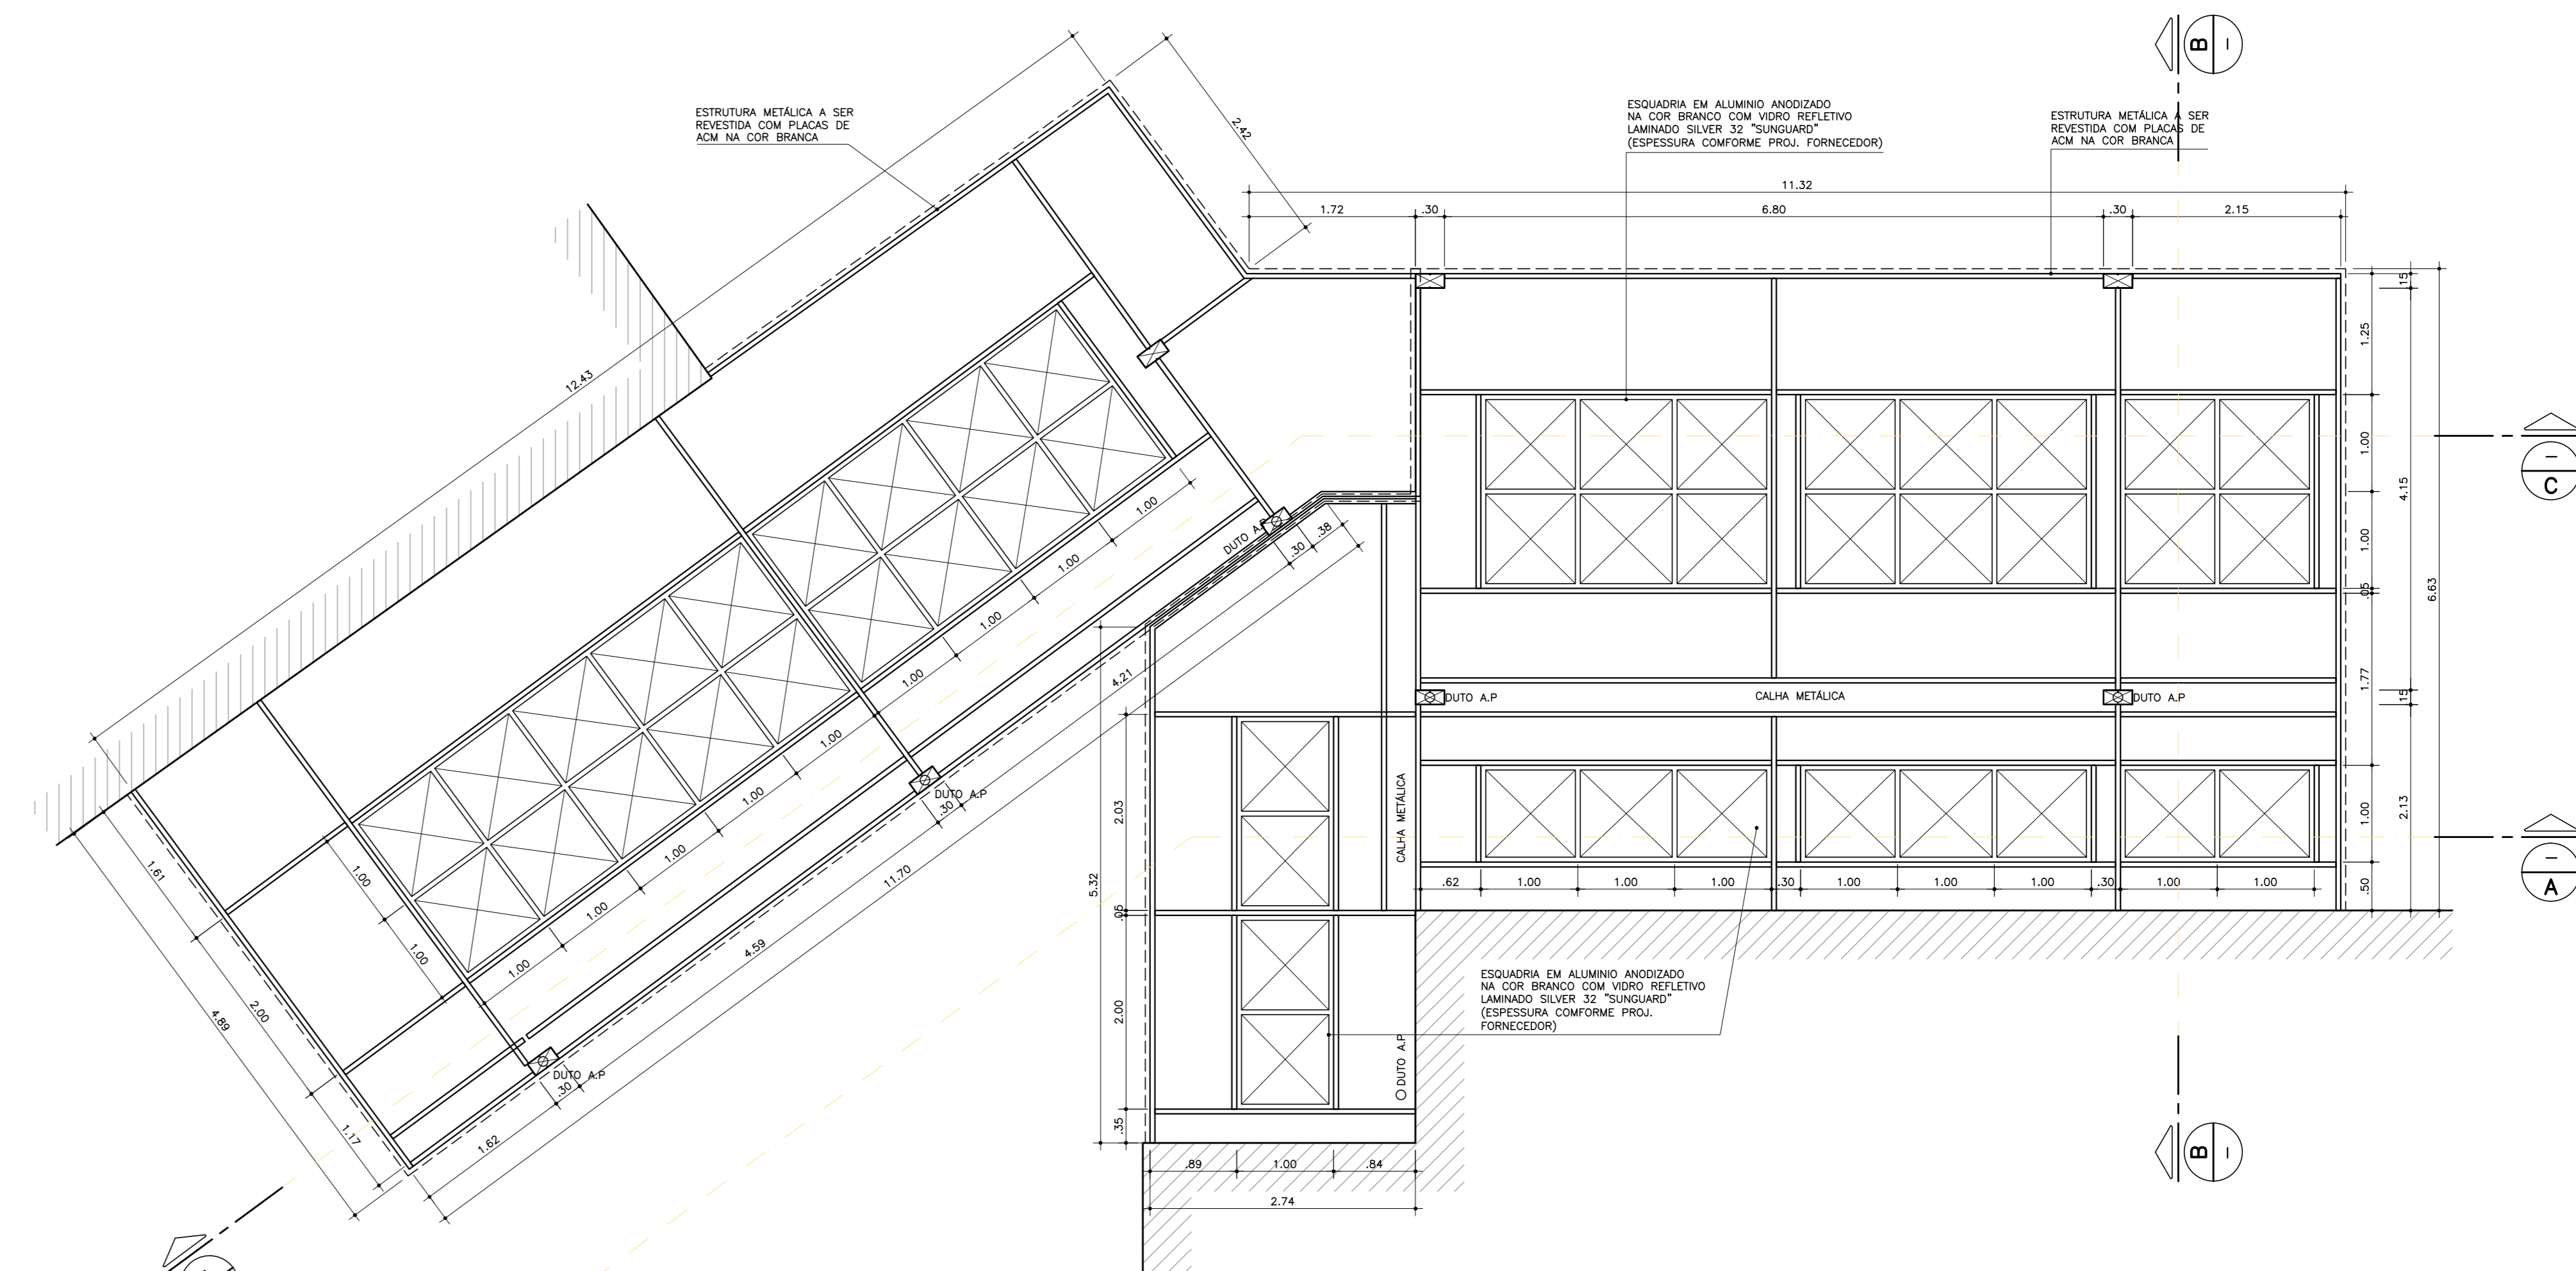 B
–
ESTRUTURA METÁLICA A SER
REVESTIDA COM PLACAS DE
ACM NA COR BRANCA
ESQUADRIA EM ALUMINIO ANODIZADO
NA COR BRANCO COM VIDRO REFLETIVO
LAMINADO SILVER 32 "SUNGUARD"
(ESPESSURA COMFORME PROJ. FORNECEDOR)
ESTRUTURA METÁLICA A SER
REVESTIDA COM PLACAS DE
ACM NA COR BRANCA
2.42
11.32
1.72
.30
6.80
.30
2.15
12.43
.15
1.25
1.00
1.00
.05
1.77
1.00
.50
4.15
.15
2.13
6.63
–
C
–
A
DUTO A.P
.30
.38
1.00
1.00
1.00
1.00
1.00
1.00
1.00
1.00
1.00
4.21
DUTO A.P
CALHA METÁLICA
DUTO A.P
CALHA METÁLICA
DUTO A.P
.30
1.00
1.00
4.59
11.70
1.61
2.00
4.89
1.17
DUTO A.P
.30
1.62
5.32
2.03
.05
2.00
.35
.62
1.00
1.00
1.00
.30
1.00
1.00
1.00
.30
1.00
1.00
ESQUADRIA EM ALUMINIO ANODIZADO
NA COR BRANCO COM VIDRO REFLETIVO
LAMINADO SILVER 32 "SUNGUARD"
(ESPESSURA COMFORME PROJ.
FORNECEDOR)
DUTO A.P
.89
1.00
.84
2.74
B
–